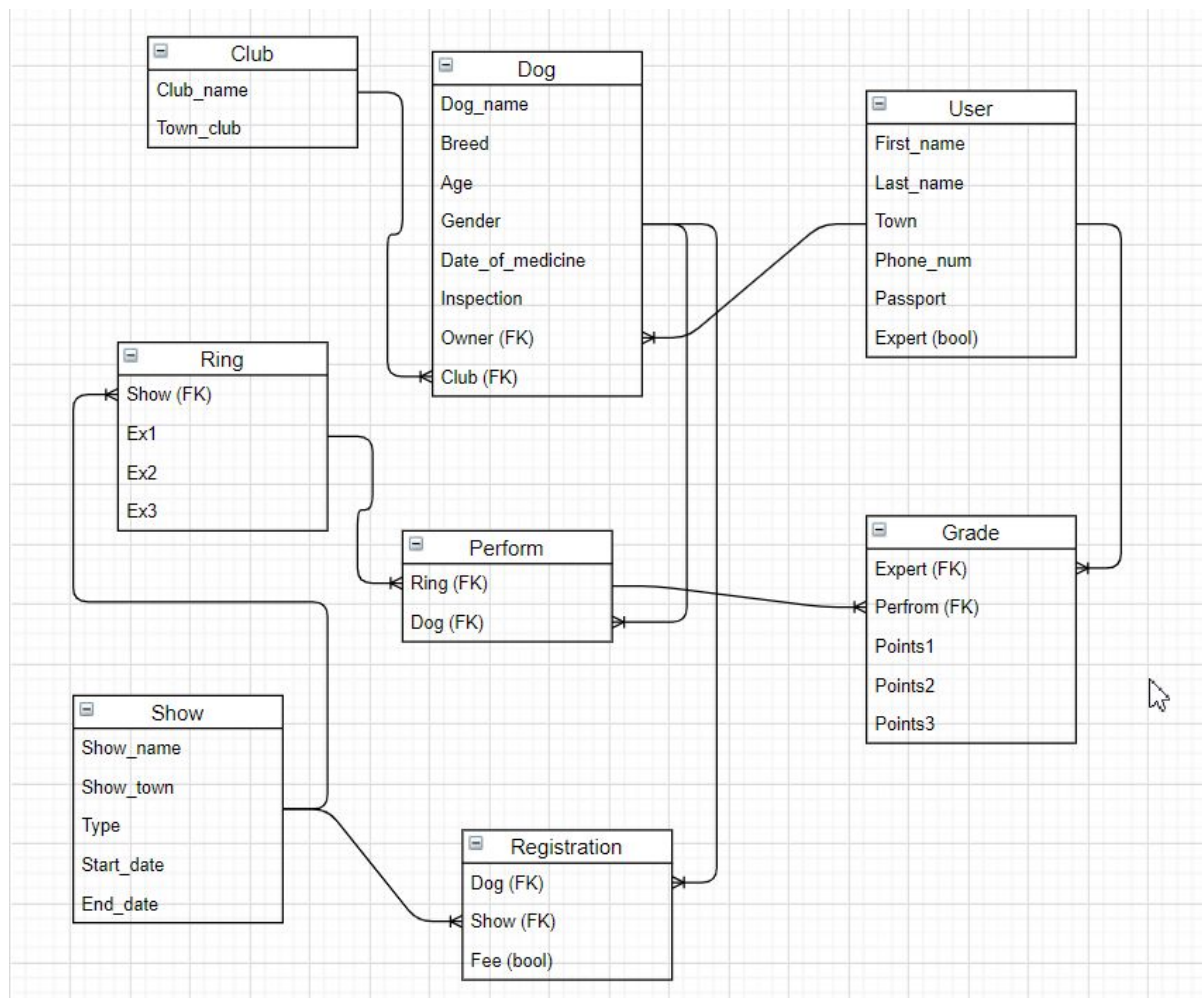 Club
Club_name
Town_club
Dog
Dog_name
Breed
Age
Gender
Date_of_medicine
Inspection
Owner (FK)
Club (FK)
User
First_name
Last_name
Town
Phone_num
Passport
Expert (bool)
Ring
Show (FK)
Ex1
Ex2
Ex3
Perform
Ring (FK)
Dog (FK)
Grade
Expert (FK)
Perfrom (FK)
Points1
Points2
Points3
Show
Show_name
Show_town
Type
Start_date
End_date
Registration
Dog (FK)
Show (FK)
Fee (bool)